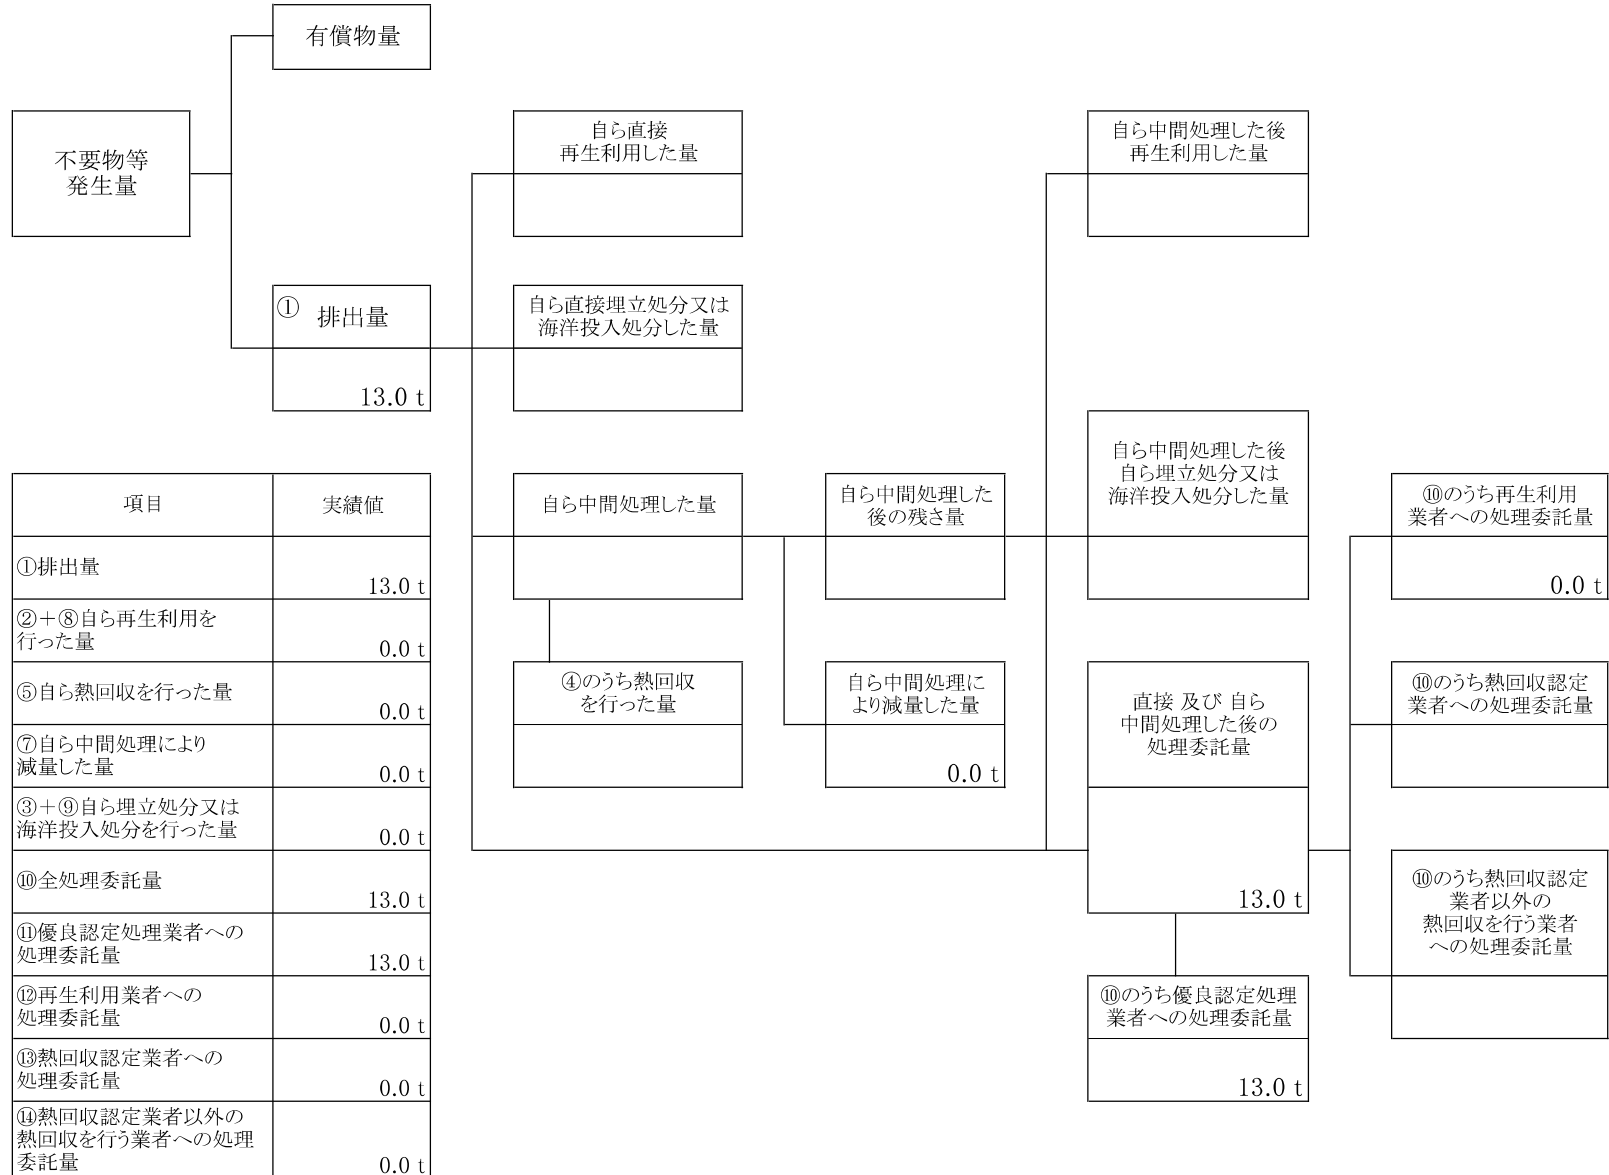 有償物量
不要物等
発生量
自ら直接
再生利用した量
自ら中間処理した後
再生利用した量
① 排出量
13.0 t
自ら直接埋立処分又は
海洋投入処分した量
自ら中間処理した量
自ら中間処理した
後の残さ量
自ら中間処理した後
自ら埋立処分又は
海洋投入処分した量
⑩のうち再生利用
業者への処理委託量
0.0 t
④のうち熱回収
を行った量
自ら中間処理に
より減量した量
0.0 t
直接 及び 自ら
中間処理した後の
処理委託量
13.0 t
⑩のうち熱回収認定
業者への処理委託量
⑩のうち熱回収認定
業者以外の
熱回収を行う業者
への処理委託量
⑩のうち優良認定処理
業者への処理委託量
13.0 t
項目 実績値
①排出量
13.0 t
②＋⑧自ら再生利用を
行った量
0.0 t
⑤自ら熱回収を行った量
0.0 t
⑦自ら中間処理により
減量した量
0.0 t
③＋⑨自ら埋立処分又は
海洋投入処分を行った量
0.0 t
⑩全処理委託量
13.0 t
⑪優良認定処理業者への
処理委託量
13.0 t
⑫再生利用業者への
処理委託量
0.0 t
⑬熱回収認定業者への
処理委託量
0.0 t
⑭熱回収認定業者以外の
熱回収を行う業者への処理
委託量
0.0 t